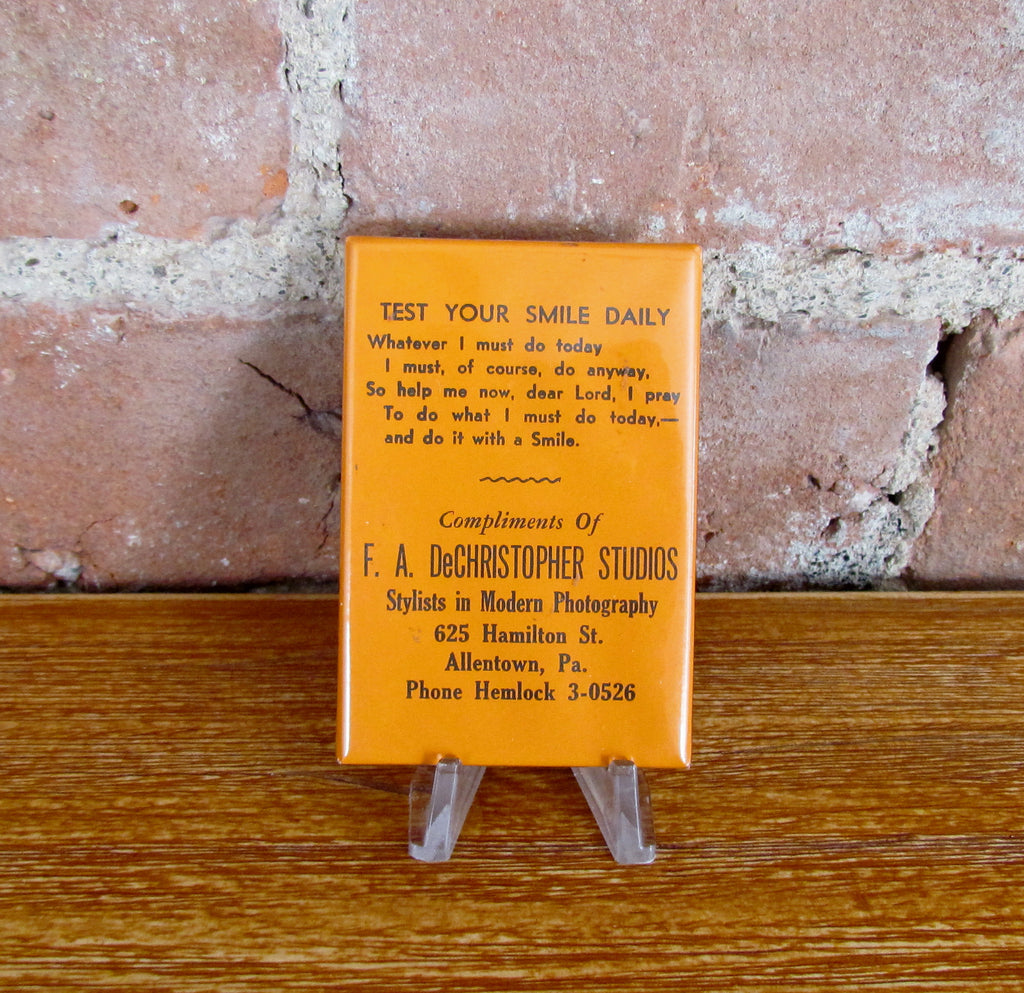 TEST YOUR SMILE DAILY
Whatever I must do today
I must, of course, do anyway,
So help me now, dear Lord, I pray
To do what I must do today,—
and do it with a Smile.
Compliments Of
F. A. DeCHRISTOPHER STUDIOS
Stylists in Modern Photography
625 Hamilton St.
Allentown, Pa.
Phone Hemlock 3-0526